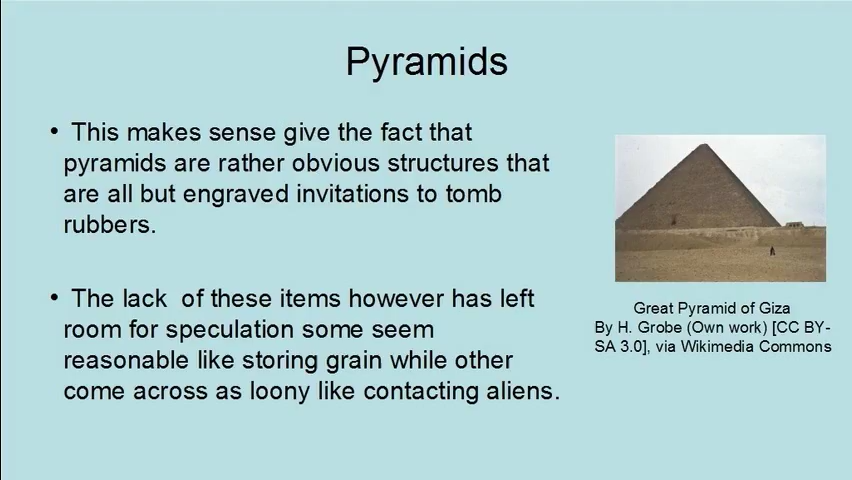 Pyramids
• This makes sense give the fact that
pyramids are rather obvious structures that
are all but engraved invitations to tomb
rubbers.
• The lack of these items however has left
room for speculation some seem
reasonable like storing grain while other
come across as loony like contacting aliens.
Great Pyramid of Giza
By H. Grobe (Own work) [CC BY-
SA 3.0], via Wikimedia Commons